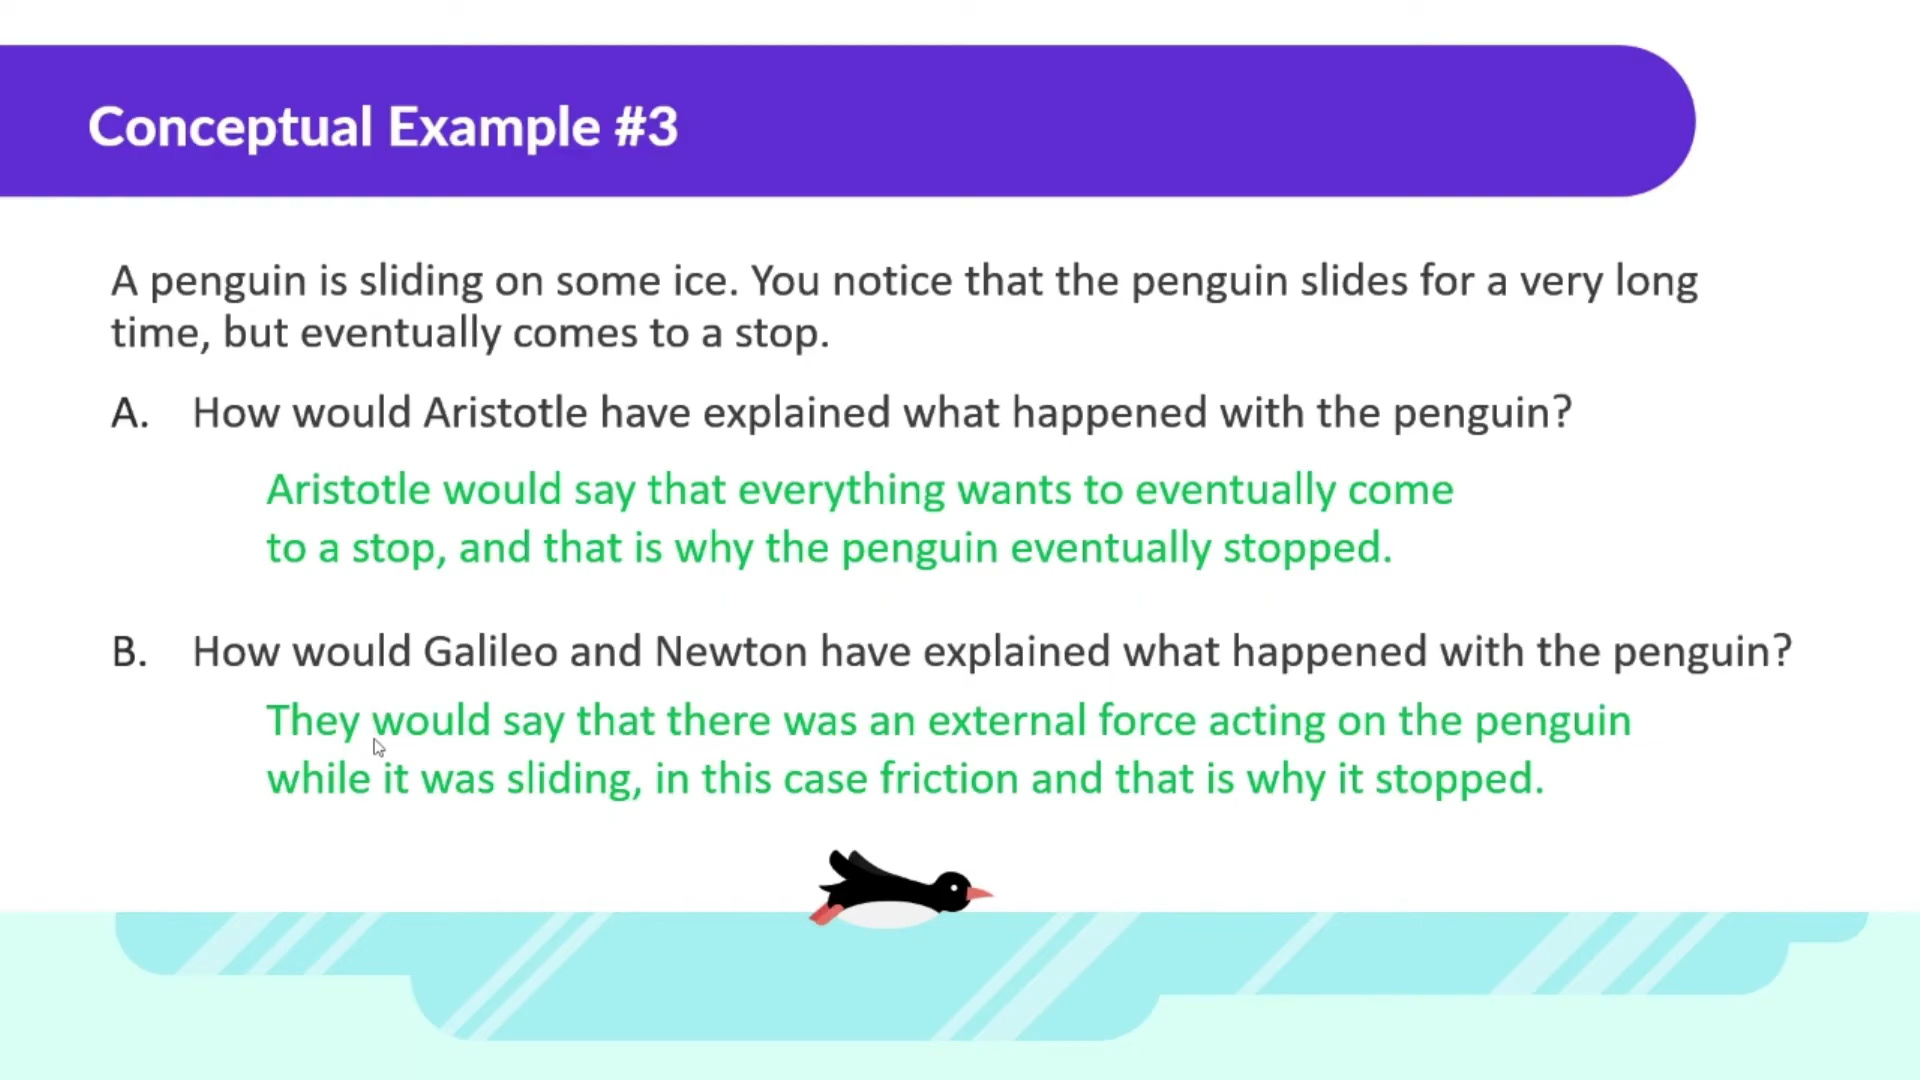 Conceptual Example #3
A penguin is sliding on some ice. You notice that the penguin slides for a very long
time, but eventually comes to a stop.
A. How would Aristotle have explained what happened with the penguin?
Aristotle would say that everything wants to eventually come
to a stop, and that is why the penguin eventually stopped.
B. How would Galileo and Newton have explained what happened with the penguin?
They would say that there was an external force acting on the penguin
while it was sliding, in this case friction and that is why it stopped.